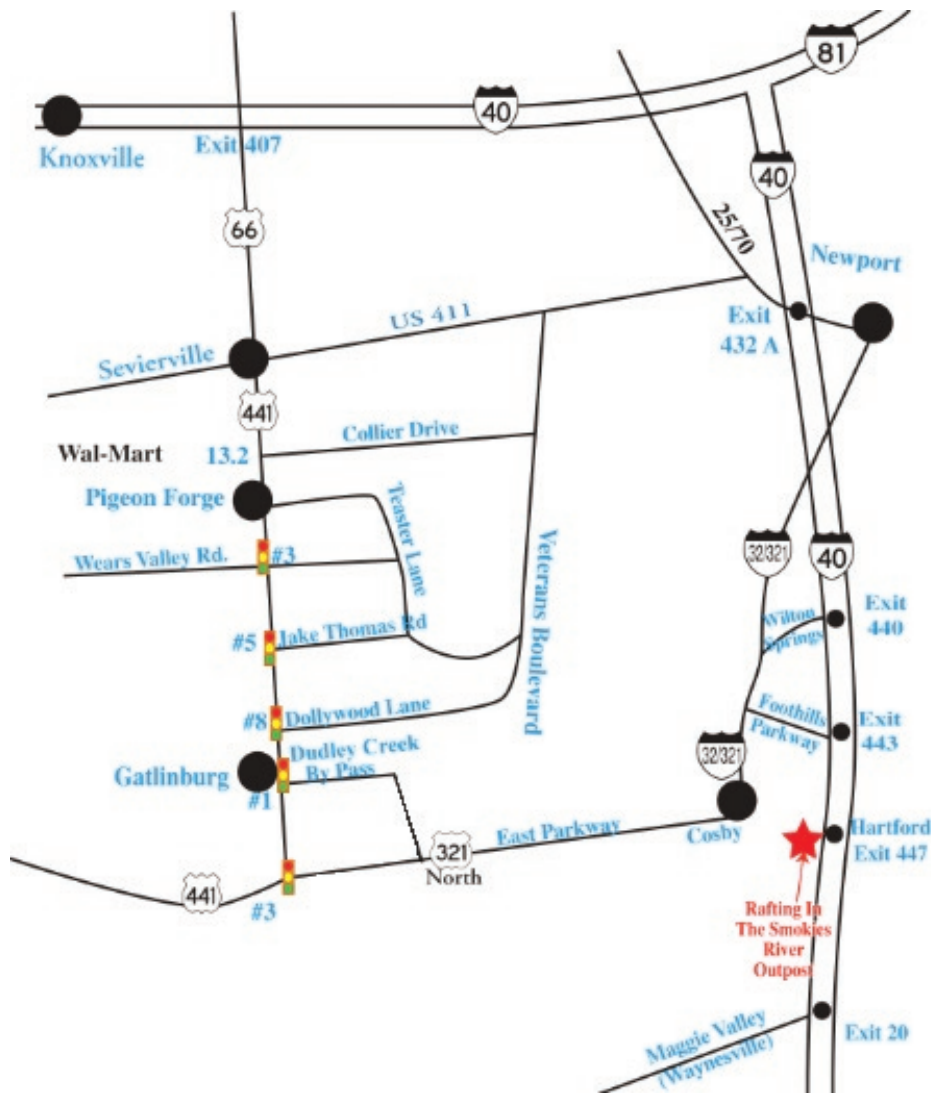 81
40
Knoxville
Exit 407
40
66
25/70
Newport
US 411
Exit
432 A
Sevierville
441
Collier Drive
Wal-Mart
13.2
Pigeon Forge
Teaster Lane
Veterans Boulevard
Wears Valley Rd.
#3
32/321
40
Wilton
Springs
Exit
440
#5
Jake Thomas Rd
#8
Dollywood Lane
Foothills
Parkway
Exit
443
Dudley Creek
By Pass
32/321
Gatlinburg
#1
East Parkway
Cosby
Hartford
Exit 447
321
North
441
#3
Rafting In
The Smokies
River
Outpost
Exit 20
Maggie Valley
(Waynesville)